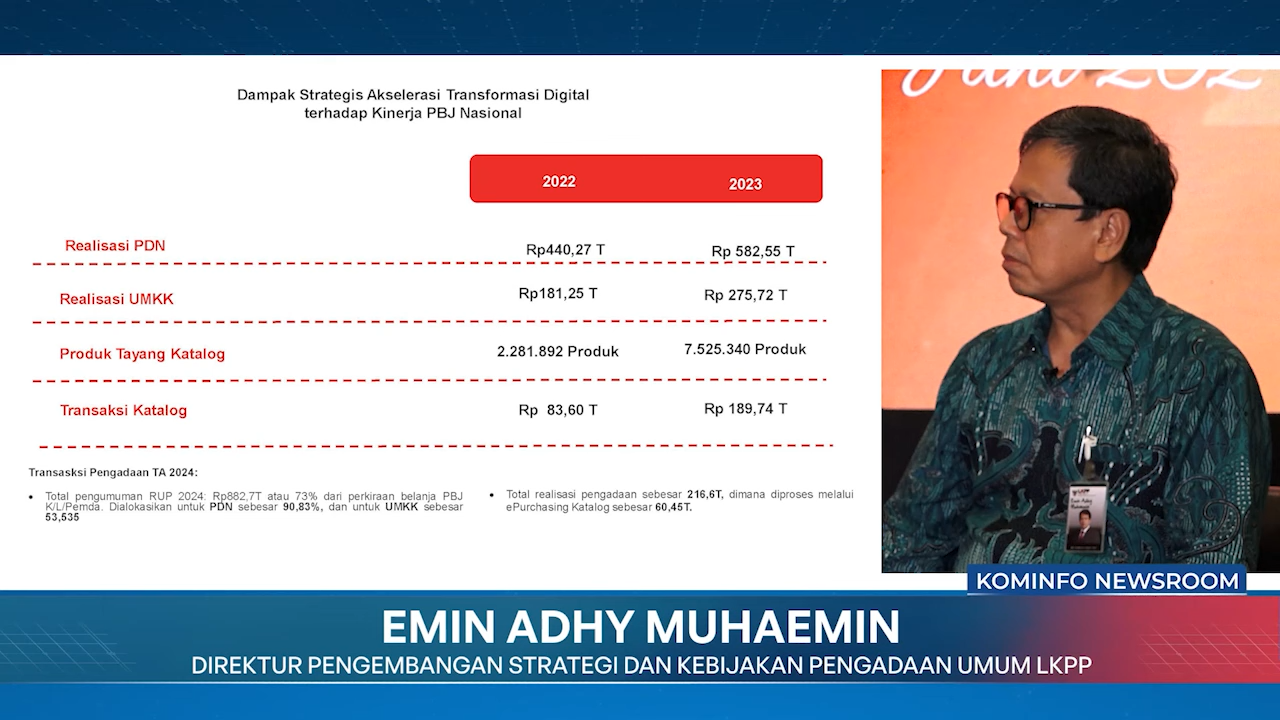 Dampak Strategis Akselerasi Transformasi Digital
terhadap Kinerja PBJ Nasional
2022 2023
Realisasi PDN Rp440,27 T Rp 582,55 T
Realisasi UMKK Rp181,25 T Rp 275,72 T
Produk Tayang Katalog 2.281.892 Produk 7.525.340 Produk
Transaksi Katalog Rp 83,60 T Rp 189,74 T
Transasksi Pengadaan TA 2024:
• Total pengumuman RUP 2024: Rp882,7T atau 73% dari perkiraan belanja PBJ
K/L/Pemda. Dialokasikan untuk PDN sebesar 90,83%, dan untuk UMKK sebesar
53,535
• Total realisasi pengadaan sebesar 216,6T, dimana diproses melalui
ePurchasing Katalog sebesar 60,45T.
KOMINFO NEWSROOM
EMIN ADHY MUHAEMIN
DIREKTUR PENGEMBANGAN STRATEGI DAN KEBIJAKAN PENGADAAN UMUM LKPP